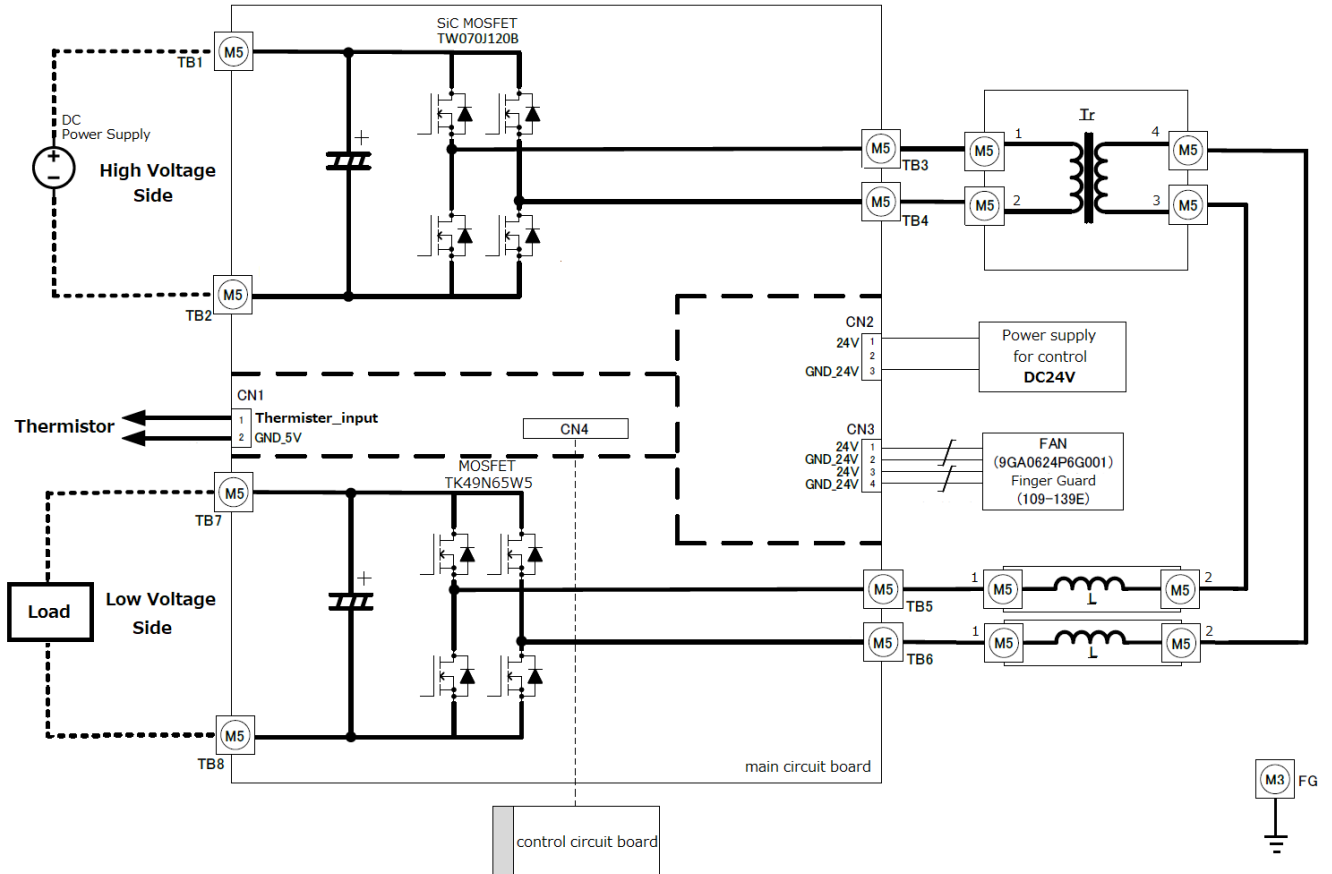 SiC MOSFET
TW070J120B
M5
TB1
DC
Power Supply
High Voltage
Side
+
−
+
M5
TB2
M5
TB3
M5
TB4
Tr
M5
1
M5
2
4
M5
3
M5
CN2
24V 1
2
GND_24V 3
Power supply
for control
DC24V
CN1
1 Thermister_input
2 GND_5V
Thermistor
CN4
CN3
24V 1
GND_24V 2
24V 3
GND_24V 4
FAN
(9GA0624P6G001)
Finger Guard
(109-139E)
MOSFET
TK49N65W5
M5
TB7
Load
Low Voltage
Side
+
M5
TB8
M5
TB5
M5
TB6
1 M5 L M5 2
1 M5 L M5 2
main circuit board
M3 FG
control circuit board